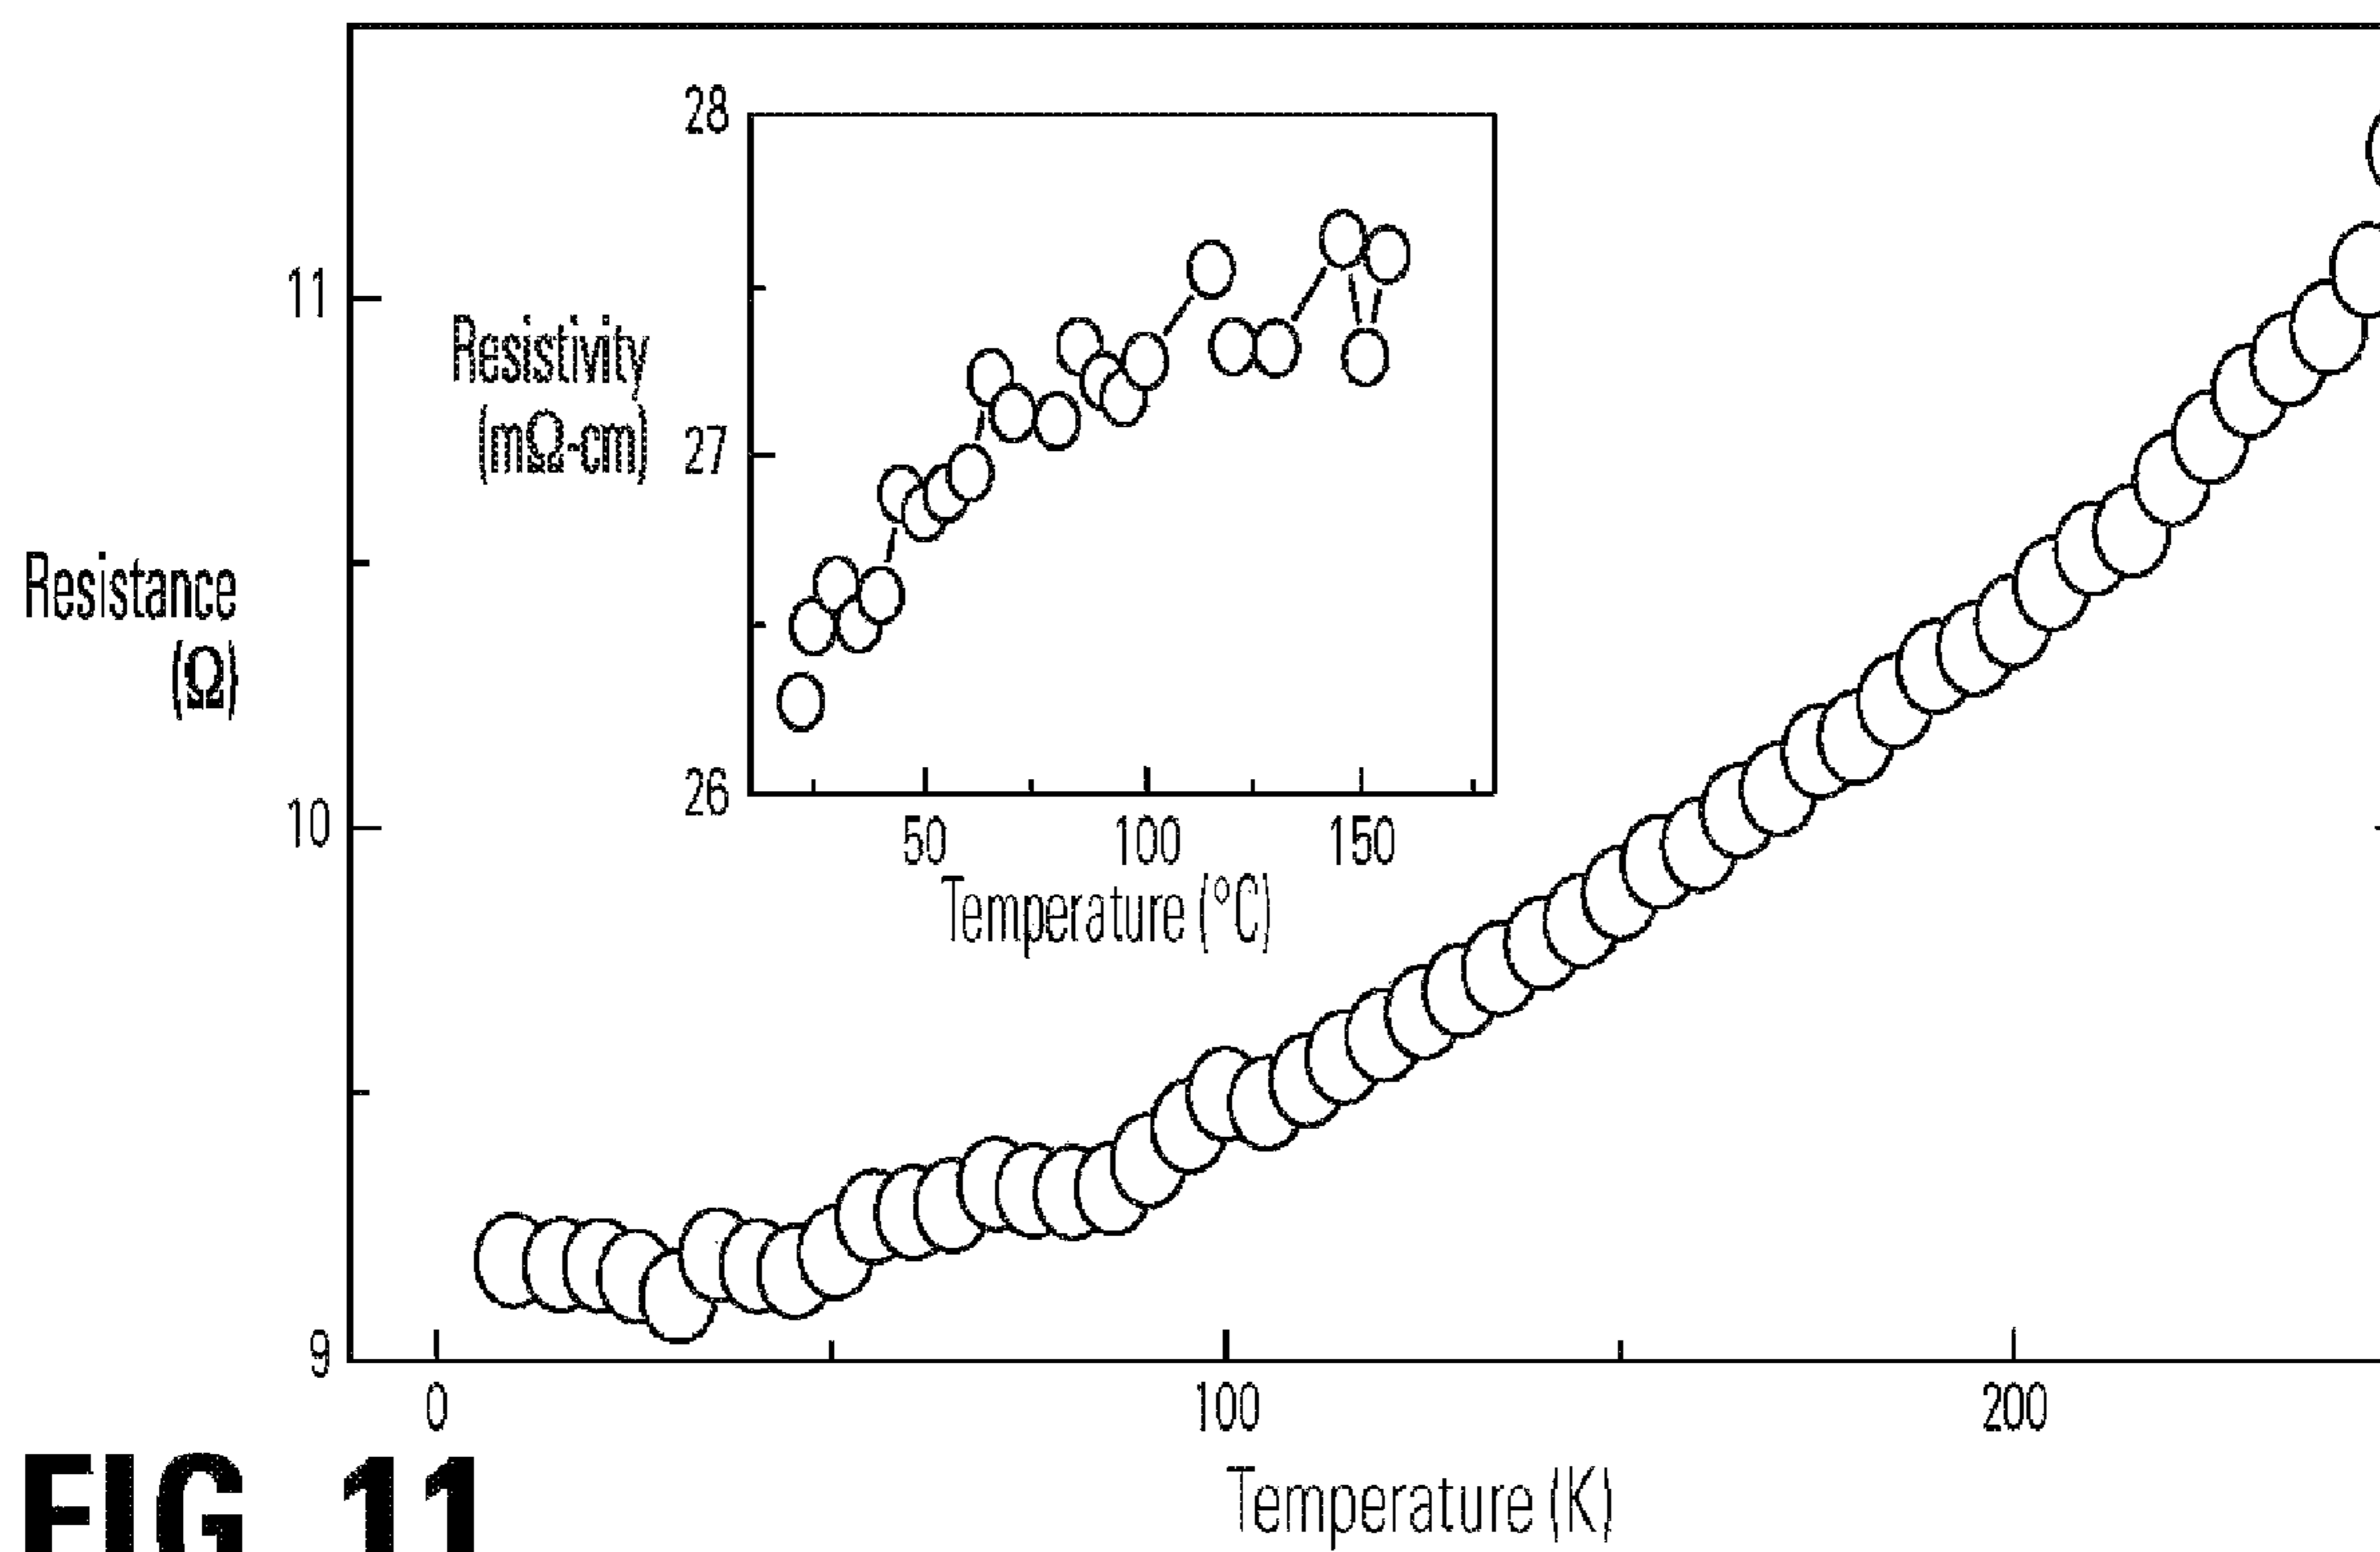 28
11
Resistivity
(mΩ-cm)
27
Resistance
(Ω)
26
10
50
100
150
Temperature (°C)
9
0
100
200
Temperature (K)
FIG 11